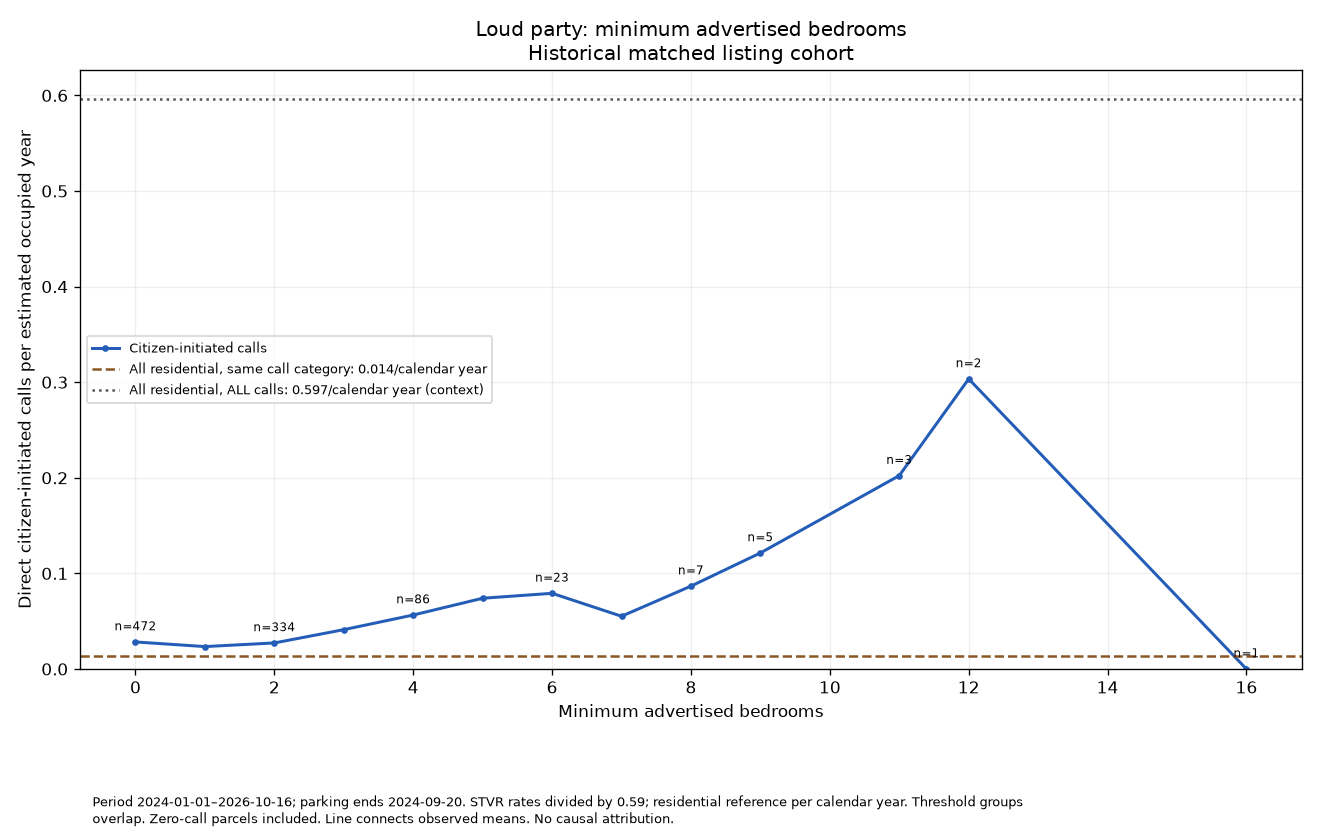 Loud party: minimum advertised bedrooms
Historical matched listing cohort
Direct citizen-initiated calls per estimated occupied year
0.6
0.5
0.4
0.3
0.2
0.1
0.0
Citizen-initiated calls
All residential, same call category: 0.014/calendar year
All residential, ALL calls: 0.597/calendar year (context)
n=472
n=334
n=86
n=23
n=7
n=5
n=3
n=2
n=1
0 2 4 6 8 10 12 14 16
Minimum advertised bedrooms
Period 2024-01-01–2026-10-16; parking ends 2024-09-20. STVR rates divided by 0.59; residential reference per calendar year. Threshold groups
overlap. Zero-call parcels included. Line connects observed means. No causal attribution.